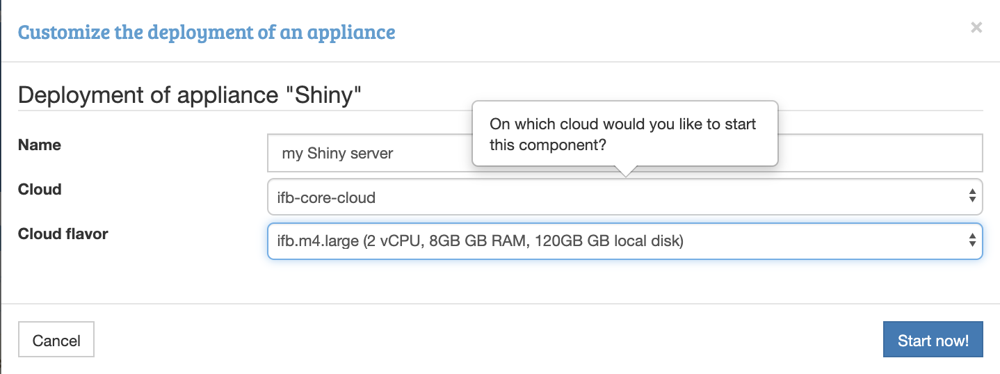 Customize the deployment of an appliance
×
Deployment of appliance "Shiny"
On which cloud would you like to start
this component?
Name
my Shiny server
Cloud
ifb-core-cloud
Cloud flavor
ifb.m4.large (2 vCPU, 8GB GB RAM, 120GB GB local disk)
Cancel
Start now!